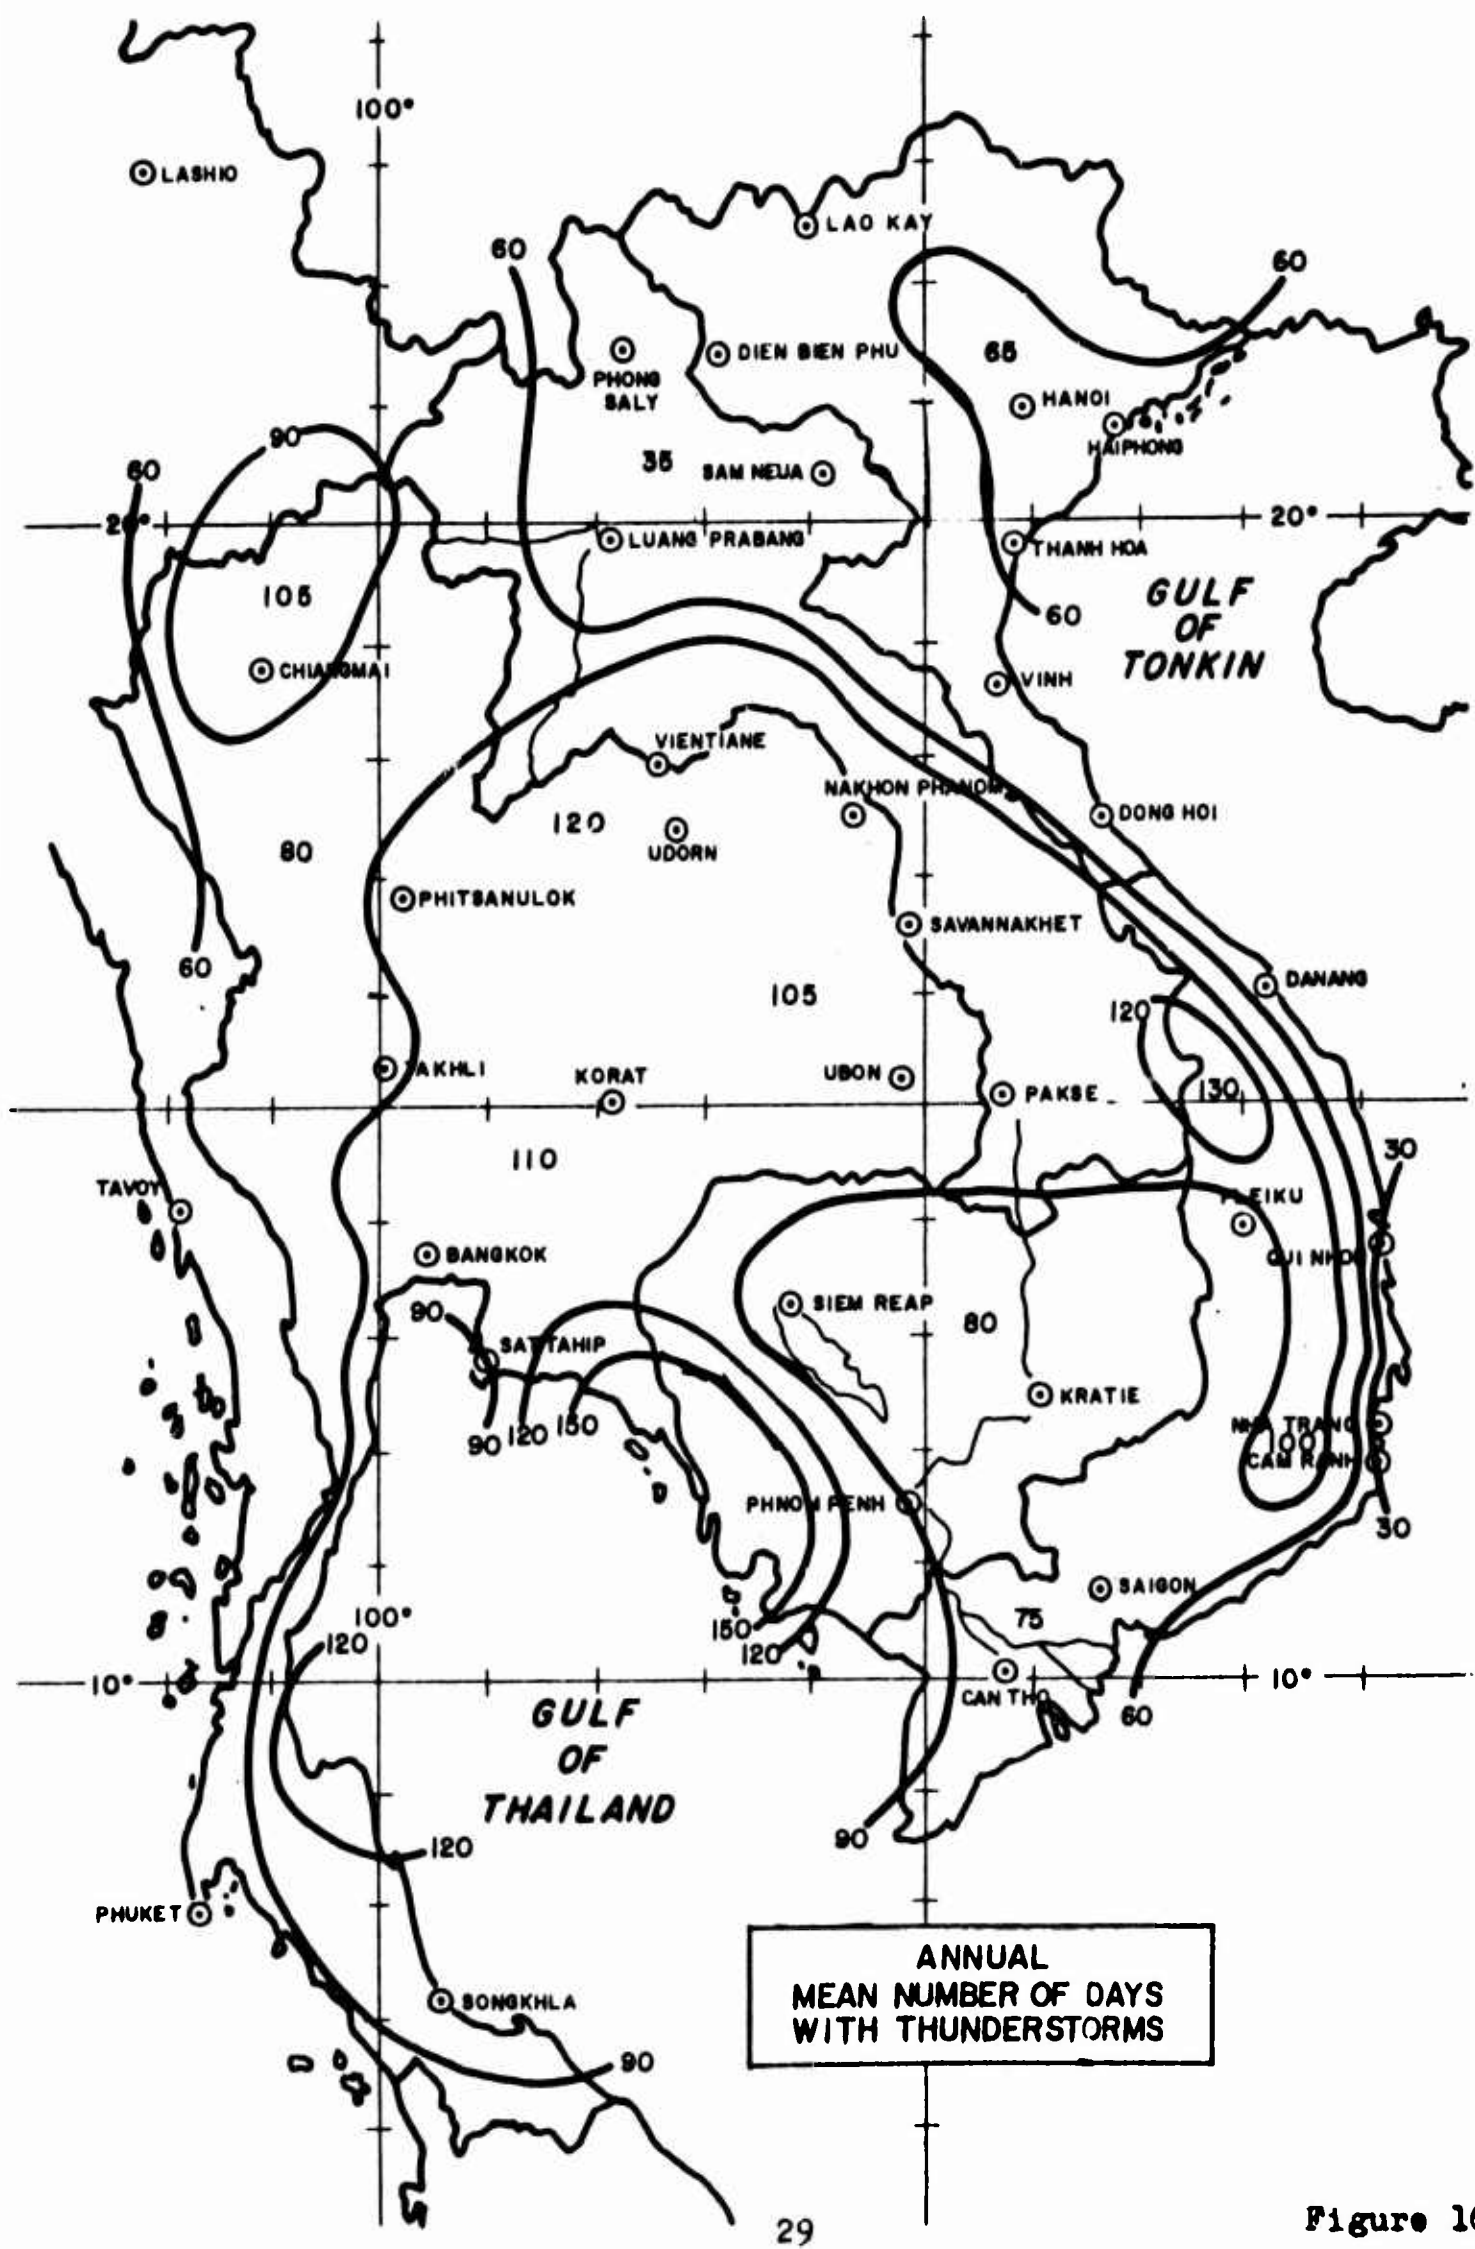 100°
LASHIO
LAO KAY
60
60
65
DIEN BIEN PHU
PHONG
SALY
HANOI
HAIPHONG
90
35
SAM NEUA
60
20°
20°
LUANG PRABANG
THANH HOA
105
60
GULF
OF
TONKIN
CHIANGMAI
VINH
VIENTIANE
NAKHON PHANOM
DONG HOI
120
UDORN
80
PHITSANULOK
SAVANNAKHET
60
DANANG
105
120
TAKHLI
KORAT
UBON
PAKSE
130
110
30
TAVOY
PLEIKU
QUI NHON
BANGKOK
90
SIEM REAP
80
SATTAHIP
KRATIE
90
120
150
NHA TRANG
100
CAM RANH
PHNOM PENH
30
SAIGON
100°
75
150
120
120
10°
10°
CAN THO
60
GULF
OF
THAILAND
90
120
PHUKET
SONGKHLA
90
ANNUAL
MEAN NUMBER OF DAYS
WITH THUNDERSTORMS
29
Figure